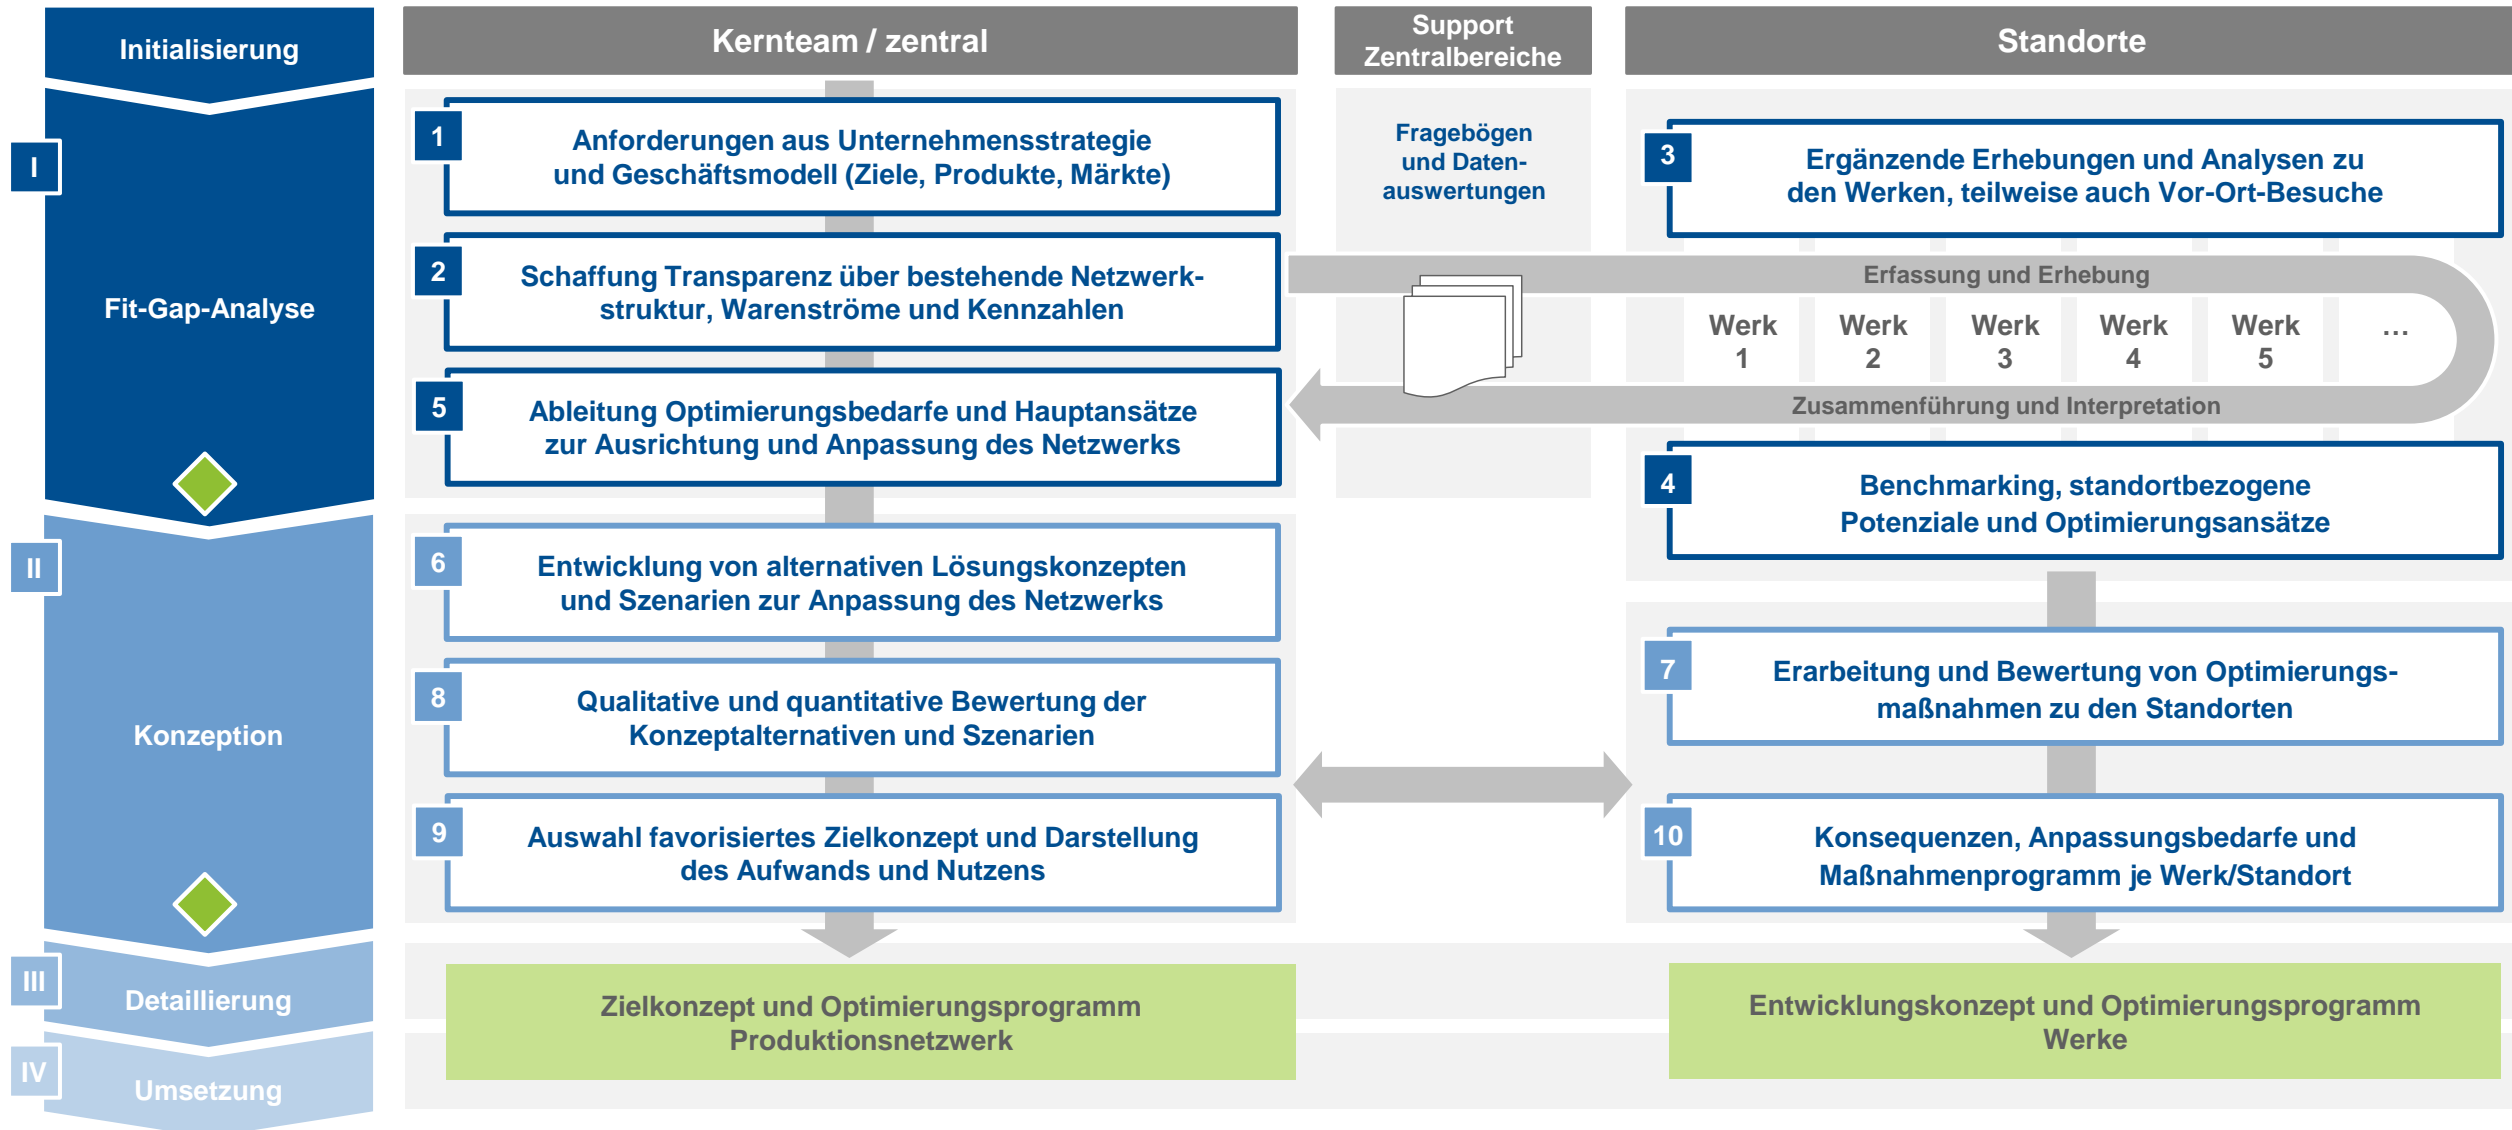 Initialisierung
Kernteam / zentral
Support
Zentralbereiche
Standorte
I
Fit-Gap-Analyse
1
Anforderungen aus Unternehmensstrategie
und Geschäftsmodell (Ziele, Produkte, Märkte)
2
Schaffung Transparenz über bestehende Netzwerk-
struktur, Warenströme und Kennzahlen
5
Ableitung Optimierungsbedarfe und Hauptansätze
zur Ausrichtung und Anpassung des Netzwerks
Fragebögen
und Daten-
auswertungen
3
Ergänzende Erhebungen und Analysen zu
den Werken, teilweise auch Vor-Ort-Besuche
Erfassung und Erhebung
Werk
1
Werk
2
Werk
3
Werk
4
Werk
5
…
Zusammenführung und Interpretation
4
Benchmarking, standortbezogene
Potenziale und Optimierungsansätze
II
Konzeption
6
Entwicklung von alternativen Lösungskonzepten
und Szenarien zur Anpassung des Netzwerks
8
Qualitative und quantitative Bewertung der
Konzeptalternativen und Szenarien
9
Auswahl favorisiertes Zielkonzept und Darstellung
des Aufwands und Nutzens
7
Erarbeitung und Bewertung von Optimierungs-
maßnahmen zu den Standorten
10
Konsequenzen, Anpassungsbedarfe und
Maßnahmenprogramm je Werk/Standort
III
Detaillierung
IV
Umsetzung
Zielkonzept und Optimierungsprogramm
Produktionsnetzwerk
Entwicklungskonzept und Optimierungsprogramm
Werke